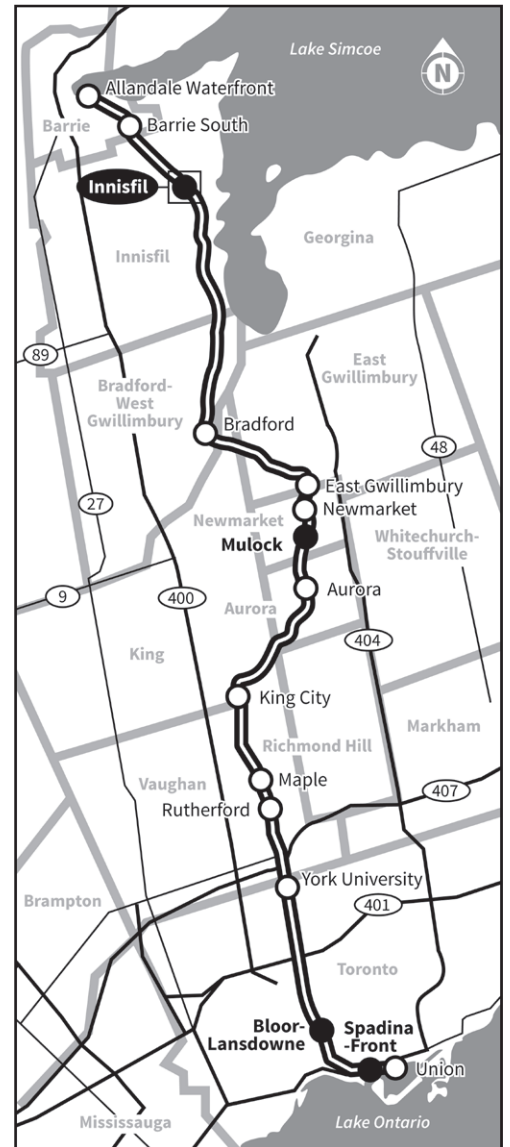 Lake Simcoe
N
Allandale Waterfront
Barrie
Barrie South
Innisfil
Georgina
Innisfil
89
East
Gwillimbury
Bradford-
West
Gwillimbury
Bradford
48
East Gwillimbury
27
Newmarket
Newmarket
Mulock
Whitechurch-
Stouffville
9
400
Aurora
Aurora
404
King
King City
Markham
Richmond Hill
Maple
Vaughan
407
Rutherford
York University
Brampton
401
Toronto
Bloor-
Lansdowne
Spadina
-Front
Union
Mississauga
Lake Ontario